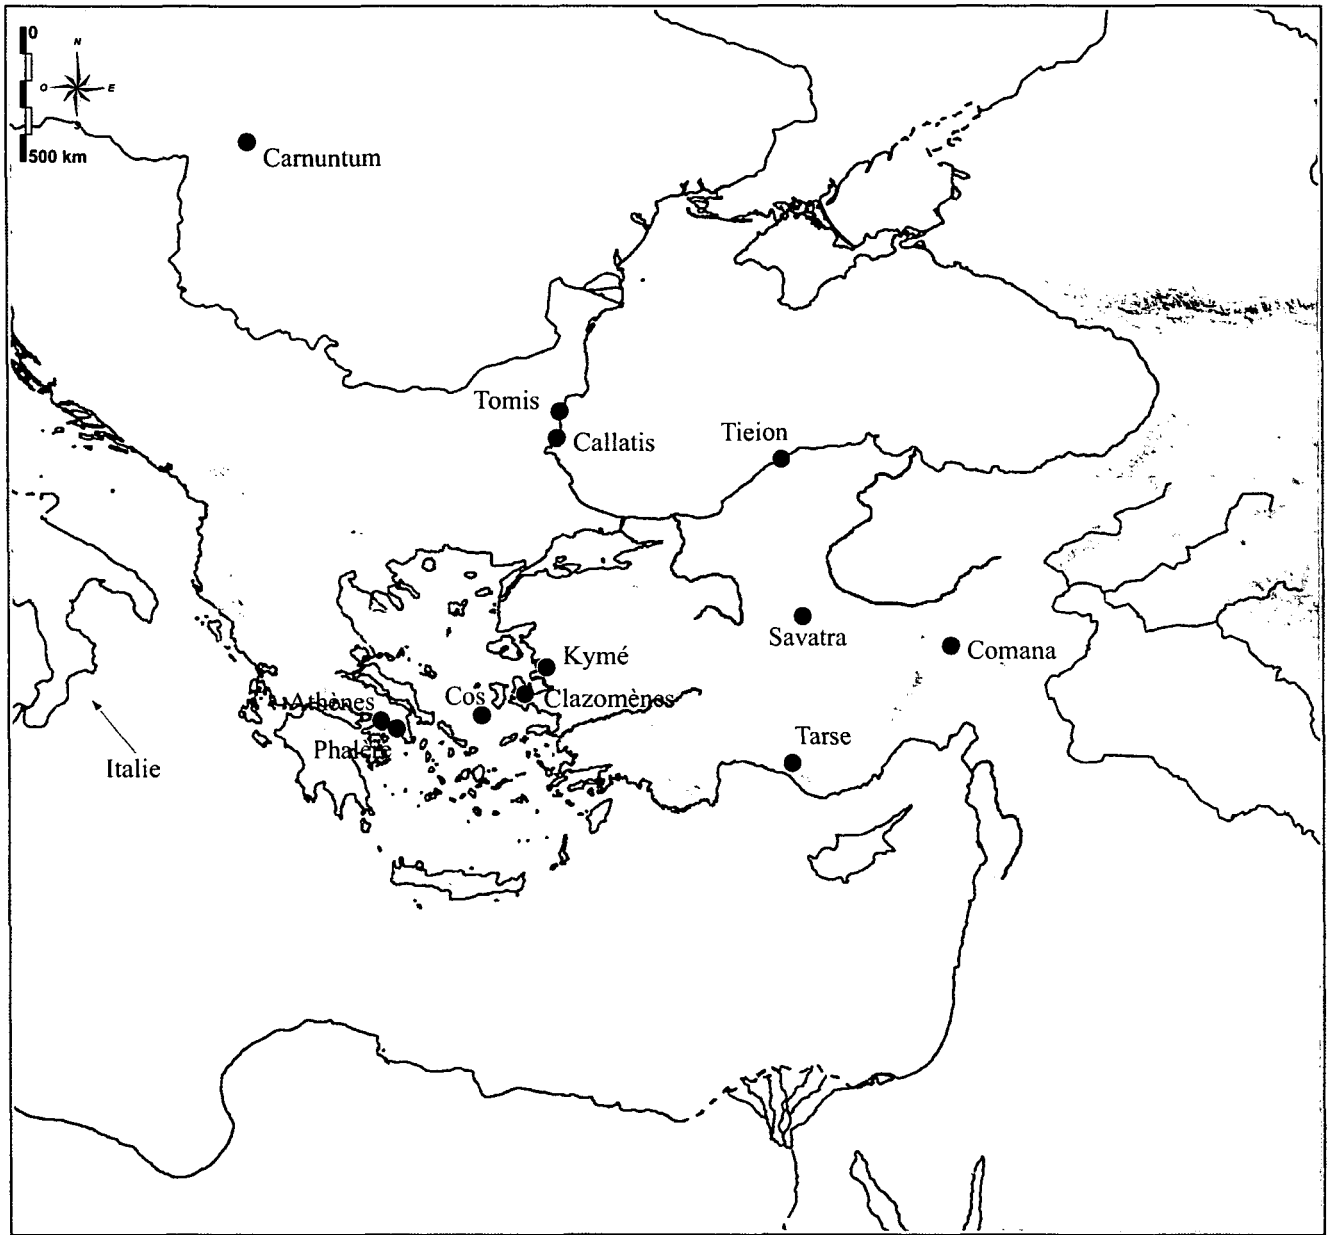 0
N
O
E
S
500 km
Carnuntum
Tomis
Callatis
Tieion
Savatra
Comana
Kymé
Clazomènes
Cos
Athènes
Phalère
Tarse
Italie